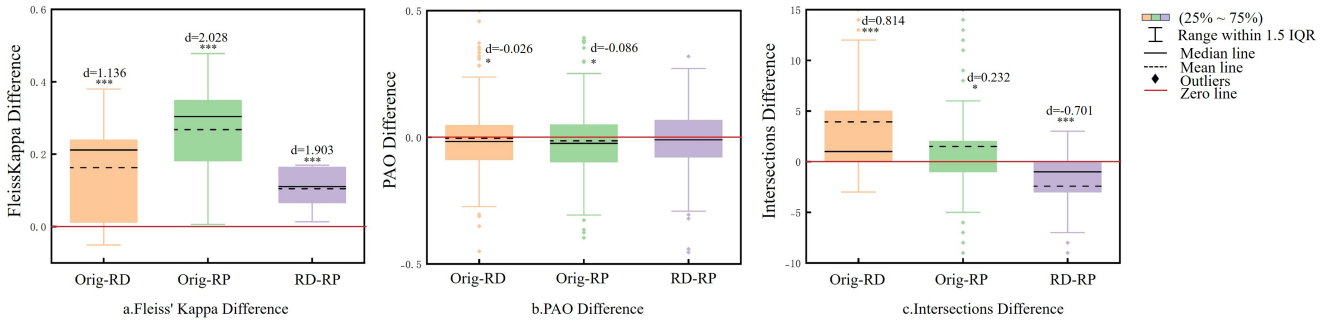 FleissKappa Difference
0.6
0.4
0.2
0.0
d=1.136
***
d=2.028
***
d=1.903
***
Orig-RD
Orig-RP
RD-RP
a.Fleiss' Kappa Difference
PAO Difference
0.5
0.0
-0.5
d=-0.026
*
d=-0.086
*
Orig-RD
Orig-RP
RD-RP
b.PAO Difference
Intersections Difference
15
10
5
0
-5
-10
d=0.814
***
d=0.232
*
d=-0.701
***
Orig-RD
Orig-RP
RD-RP
c.Intersections Difference
(25% ~ 75%)
Range within 1.5 IQR
Median line
Mean line
Outliers
Zero line